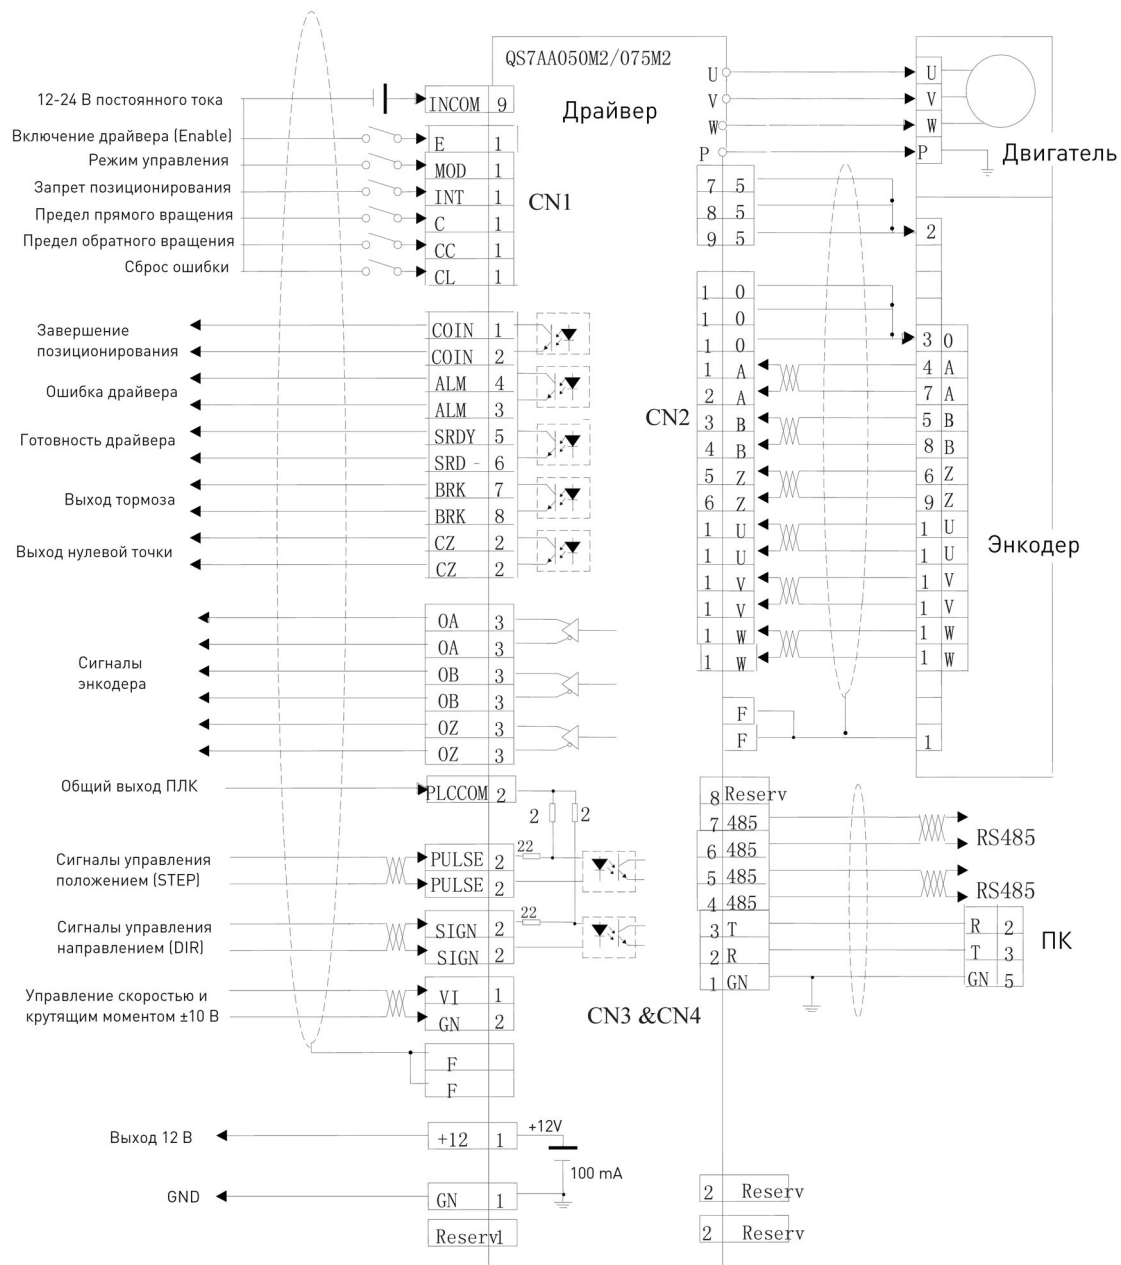 QS7AA050M2/075M2
Драйвер
12-24 В постоянного тока
INCOM 9
Включение драйвера (Enable)
E 1
Режим управления
MOD 1
Запрет позиционирования
INT 1
Предел прямого вращения
C 1
Предел обратного вращения
CC 1
Сброс ошибки
CL 1
CN1
Завершение
позиционирования
COIN 1
COIN 2
Ошибка драйвера
ALM 4
ALM 3
Готовность драйвера
SRDY 5
SRD - 6
Выход тормоза
BRK 7
BRK 8
Выход нулевой точки
CZ 2
CZ 2
Сигналы
энкодера
OA 3
OA 3
OB 3
OB 3
OZ 3
OZ 3
Общий выход ПЛК
PLCCOM 2
2 2
Сигналы управления
положением (STEP)
PULSE 2
PULSE 2
22
Сигналы управления
направлением (DIR)
SIGN 2
SIGN 2
22
Управление скоростью и
крутящим моментом ±10 В
VI 1
GN 2
F
F
Выход 12 В
+12 1
+12V
100 mA
GND
GN 1
Reserv1
U
V
W
P
U
V
W
P
Двигатель
7 5
8 5
9 5
2
1 0
1 0
1 0
1 A
2 A
3 B
4 B
5 Z
6 Z
1 U
1 U
1 V
1 V
1 W
1 W
CN2
3 0
4 A
7 A
5 B
8 B
6 Z
9 Z
1 U
1 U
1 V
1 V
1 W
1 W
Энкодер
F
F
1
8 Reserv
7 485
6 485
5 485
4 485
3 T
2 R
1 GN
RS485
RS485
R 2
T 3
GN 5
ПК
CN3 &CN4
2 Reserv
2 Reserv